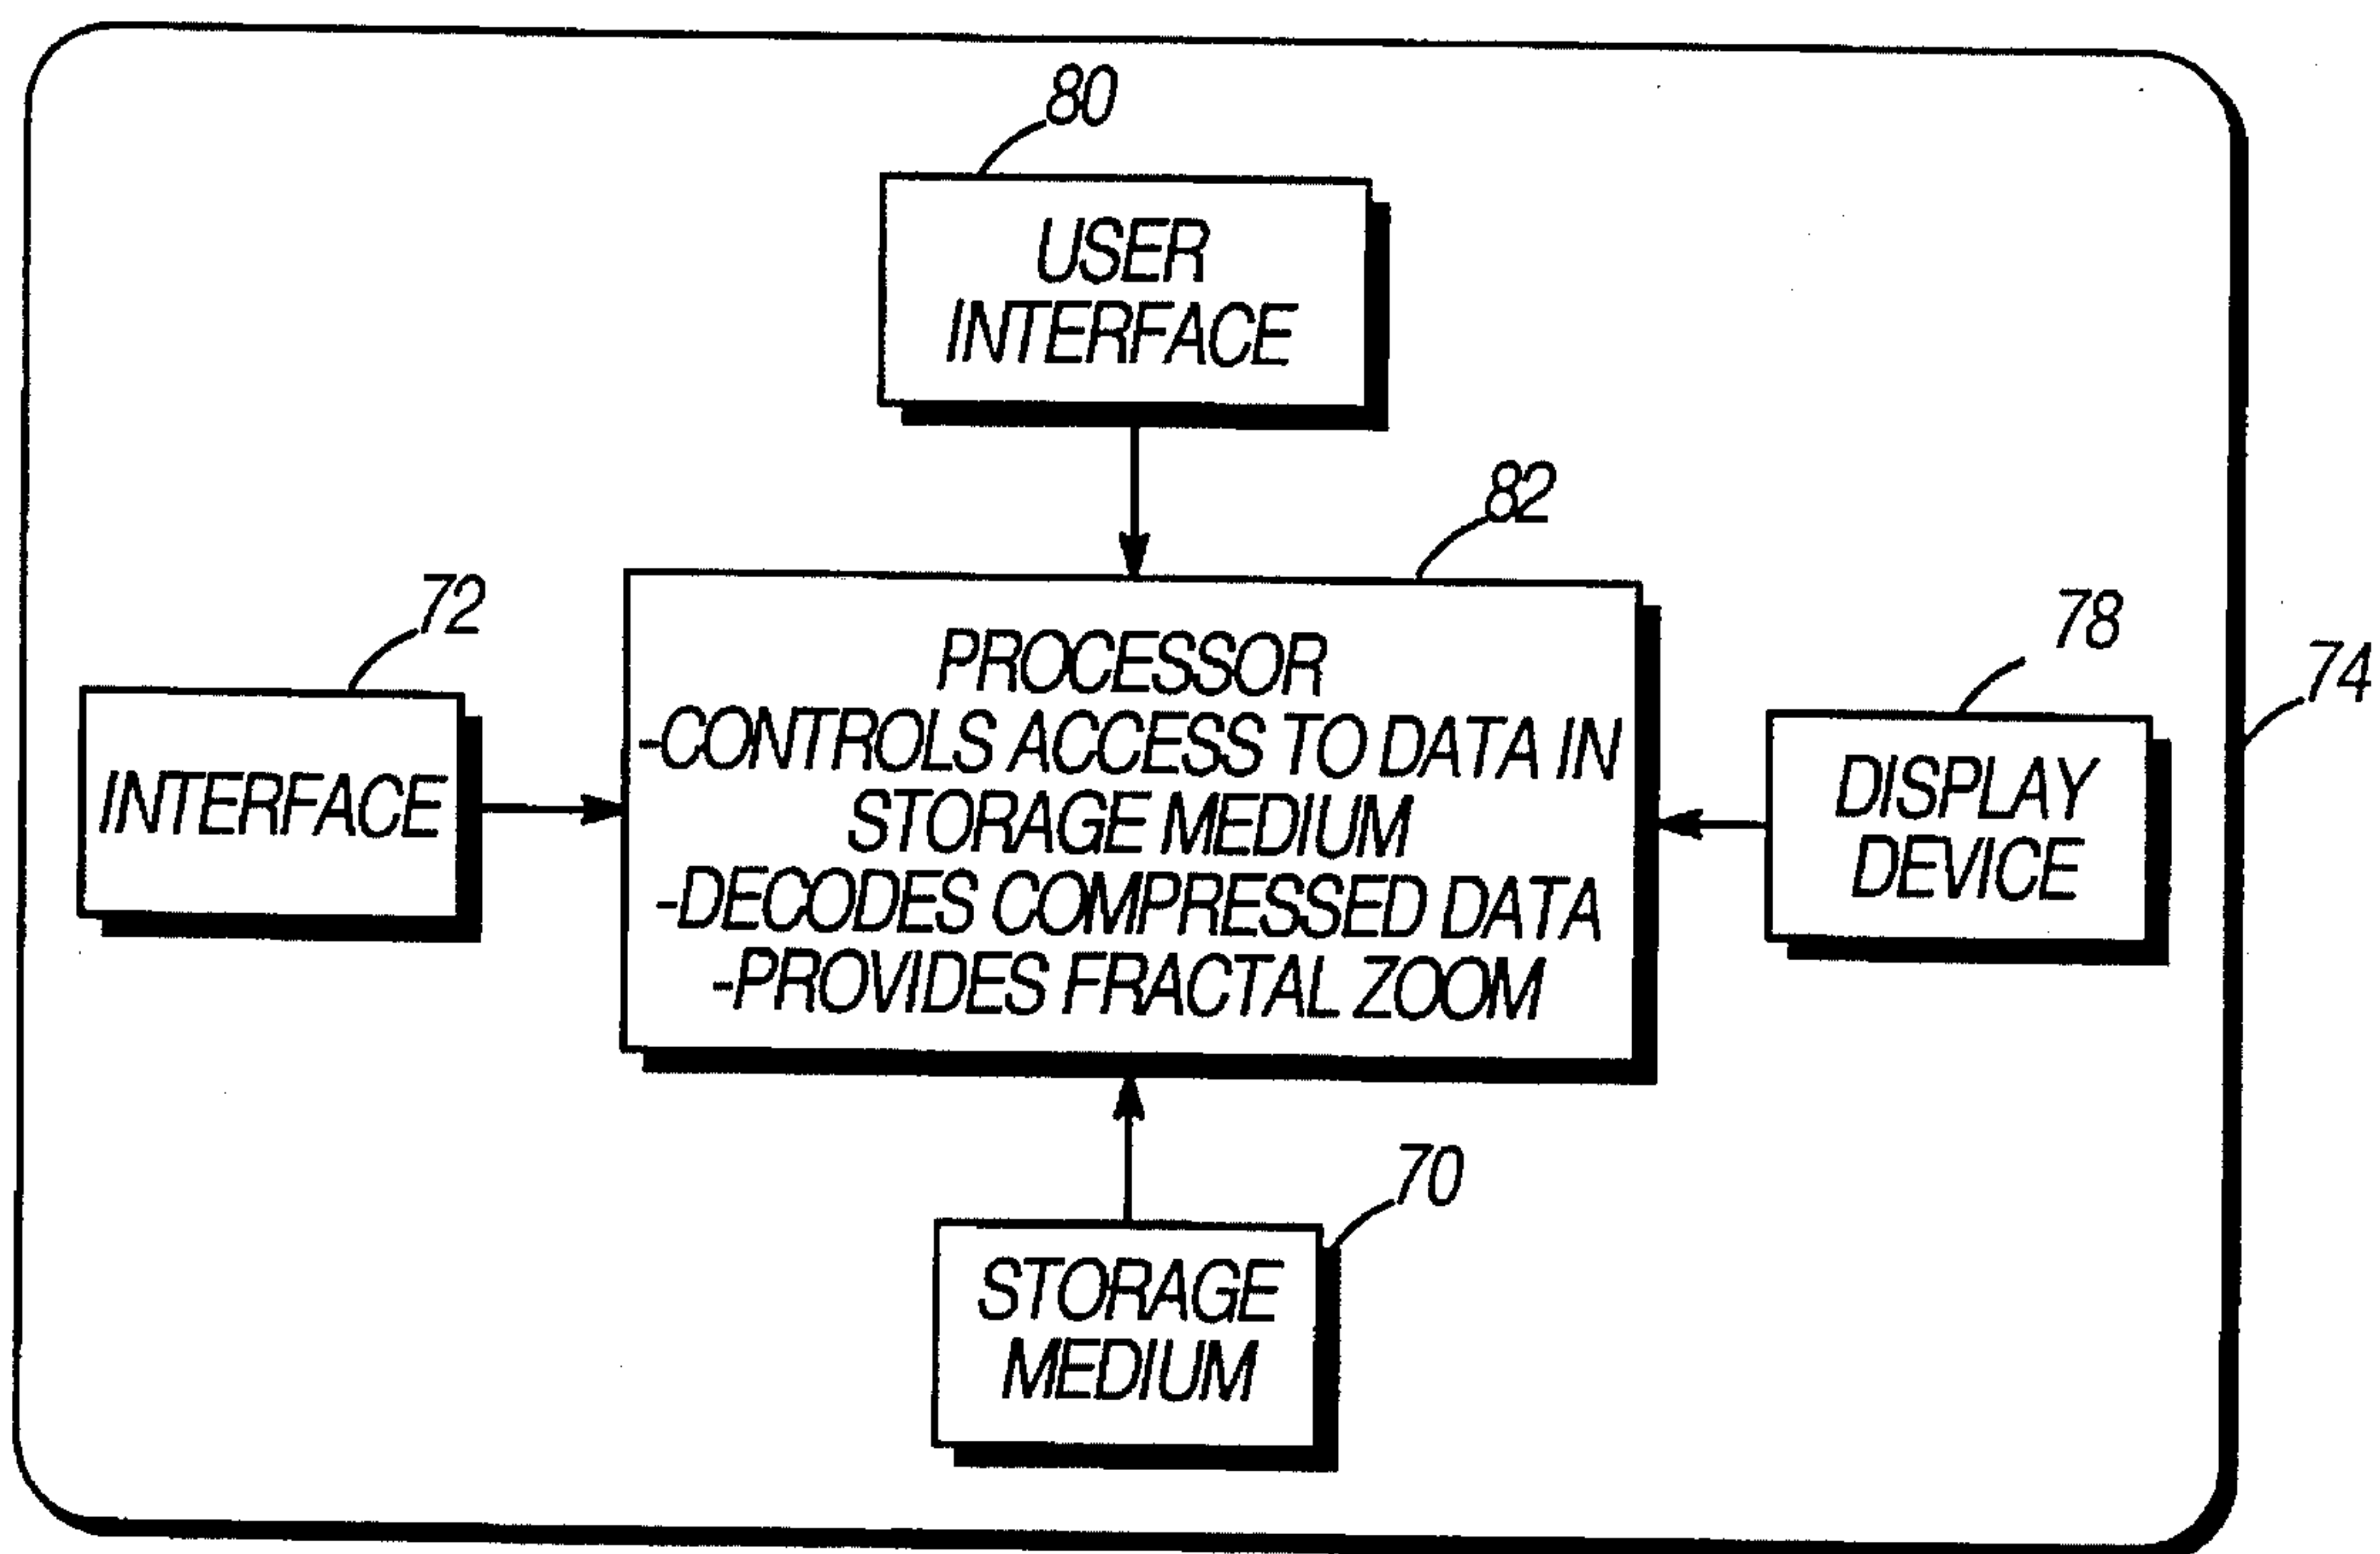 80
USER
INTERFACE
82
72
PROCESSOR
-CONTROLS ACCESS TO DATA IN
STORAGE MEDIUM
-DECODES COMPRESSED DATA
-PROVIDES FRACTAL ZOOM
INTERFACE
78
74
DISPLAY
DEVICE
70
STORAGE
MEDIUM